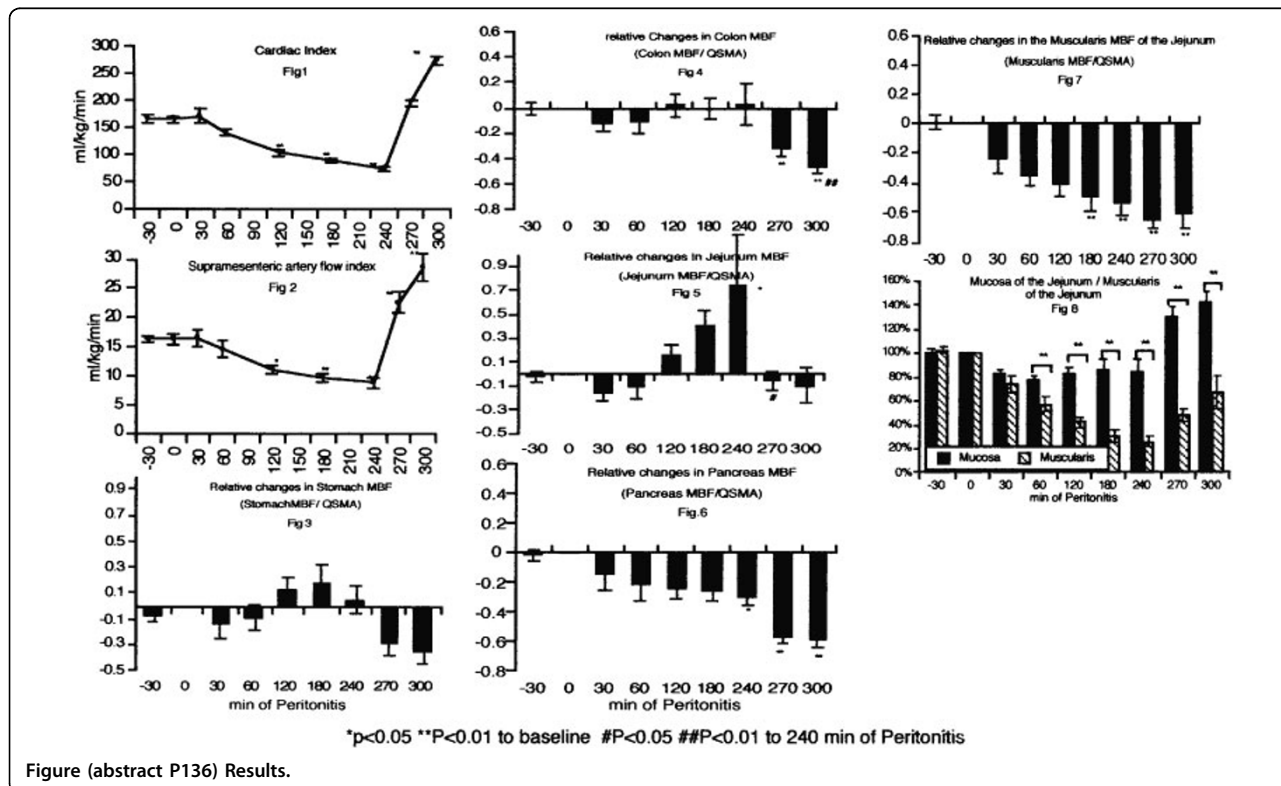 Cardiac Index
Fig1
ml/kg/min
300
250
200
150
100
50
0
-30 0 30 60 90 120 150 180 210 240 270 300
Supramesenteric artery flow index
Fig 2
ml/kg/min
30
25
20
15
10
5
0
-30 0 30 60 90 120 150 180 210 240 270 300
Relative changes in Stomach MBF
(StomachMBF/ QSMA)
Fig 3
0.9
0.7
0.5
0.3
0.1
-0.1
-0.3
-0.5
-30 0 30 60 120 180 240 270 300
min of Peritonitis
relative Changes in Colon MBF
(Colon MBF/ QSMA)
Fig 4
0.6
0.4
0.2
0
-0.2
-0.4
-0.6
-0.8
** **##
-30 0 30 60 120 180 240 270 300
Relative changes in Jejunum MBF
(Jejunum MBF/QSMA)
Fig 5
0.9
0.7
0.5
0.3
0.1
-0.1
-0.3
-0.5
*
#
-30 0 30 60 120 180 240 270 300
Relative changes in Pancreas MBF
(Pancreas MBF/QSMA)
Fig.6
0.6
0.4
0.2
0
-0.2
-0.4
-0.6
-0.8
-30 0 30 60 120 180 240 270 300
min of Peritonitis
Relative changes in the Muscularis MBF of the Jejunum
(Muscularis MBF/QSMA)
Fig 7
0.6
0.4
0.2
0
-0.2
-0.4
-0.6
-0.8
** ** ** **
-30 0 30 60 120 180 240 270 300
Mucosa of the Jejunum / Muscularis
of the Jejunum
Fig 8
140%
120%
100%
80%
60%
40%
20%
0%
** ** ** ** ** **
Mucosa Muscularis
-30 0 30 60 120 180 240 270 300
min of Peritonitis
*p<0.05 **P<0.01 to baseline #P<0.05 ##P<0.01 to 240 min of Peritonitis
Figure (abstract P136) Results.